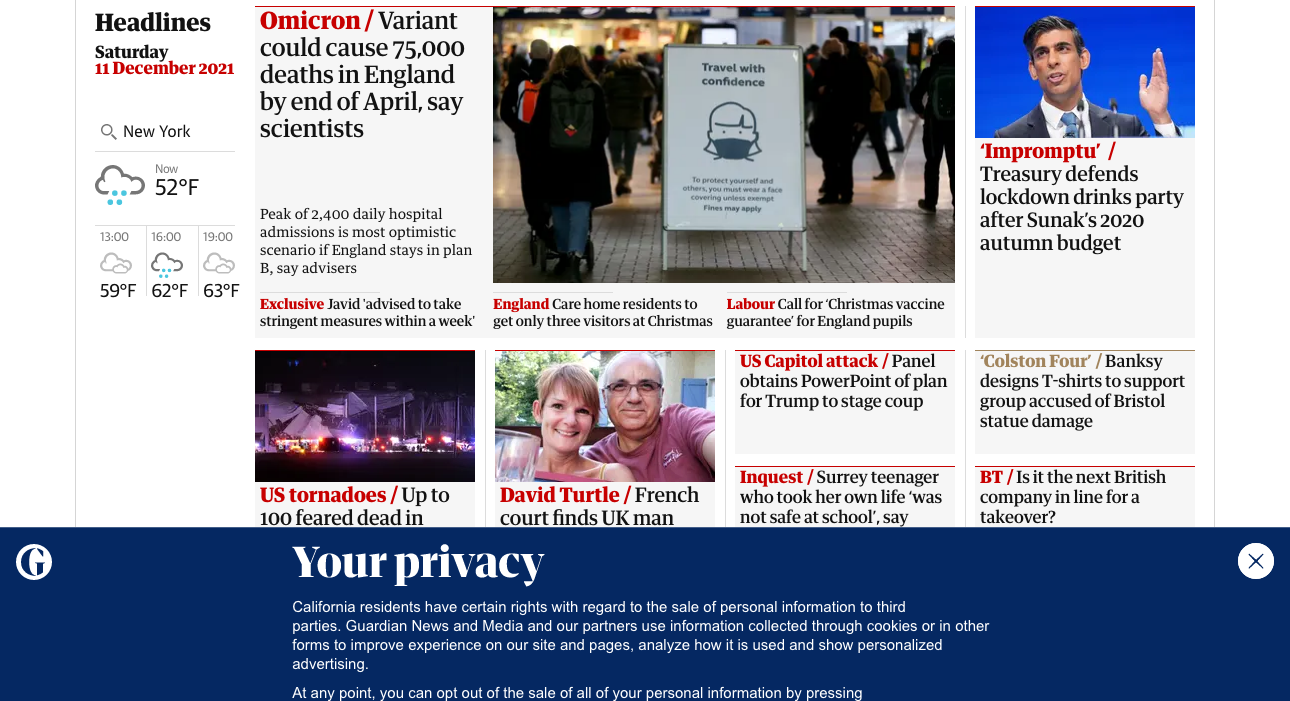 Headlines
Saturday
11 December 2021
New York
Now
52°F
13:00
16:00
19:00
59°F
62°F
63°F
Omicron / Variant
could cause 75,000
deaths in England
by end of April, say
scientists
Peak of 2,400 daily hospital
admissions is most optimistic
scenario if England stays in plan
B, say advisers
Travel with
confidence
To protect yourself and
others, you must wear a face
covering unless exempt
Fines may apply
Exclusive Javid 'advised to take
stringent measures within a week'
England Care home residents to
get only three visitors at Christmas
Labour Call for ‘Christmas vaccine
guarantee’ for England pupils
‘Impromptu’ /
Treasury defends
lockdown drinks party
after Sunak’s 2020
autumn budget
US tornadoes / Up to
100 feared dead in
David Turtle / French
court finds UK man
US Capitol attack / Panel
obtains PowerPoint of plan
for Trump to stage coup
Inquest / Surrey teenager
who took her own life ‘was
not safe at school’, say
‘Colston Four’ / Banksy
designs T-shirts to support
group accused of Bristol
statue damage
BT / Is it the next British
company in line for a
takeover?
G
Your privacy
California residents have certain rights with regard to the sale of personal information to third
parties. Guardian News and Media and our partners use information collected through cookies or in other
forms to improve experience on our site and pages, analyze how it is used and show personalized
advertising.
At any point, you can opt out of the sale of all of your personal information by pressing